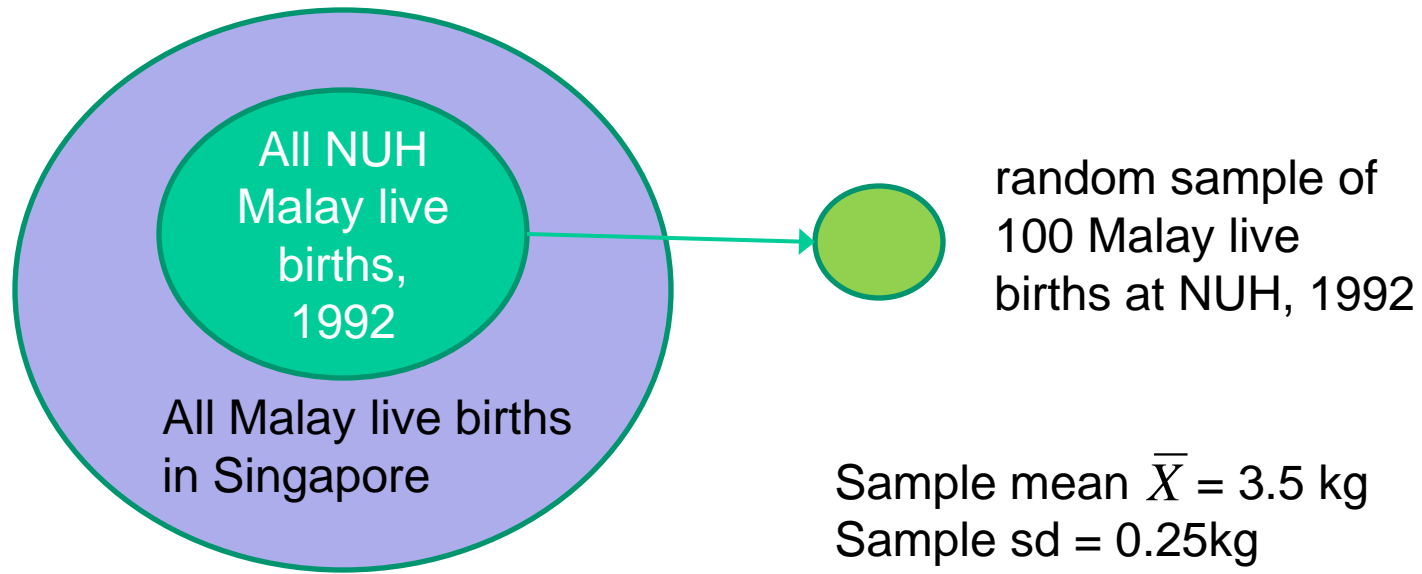 All NUH
Malay live
births,
1992
All Malay live births
in Singapore
random sample of
100 Malay live
births at NUH, 1992
Sample mean X̅ = 3.5 kg
Sample sd = 0.25kg